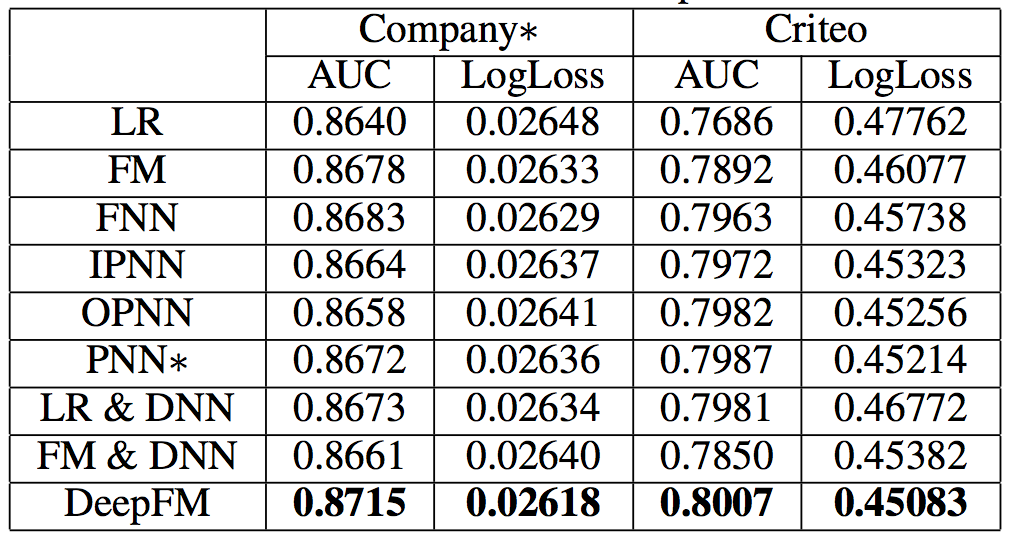 Company∗ Criteo
AUC LogLoss AUC LogLoss
LR 0.8640 0.02648 0.7686 0.47762
FM 0.8678 0.02633 0.7892 0.46077
FNN 0.8683 0.02629 0.7963 0.45738
IPNN 0.8664 0.02637 0.7972 0.45323
OPNN 0.8658 0.02641 0.7982 0.45256
PNN∗ 0.8672 0.02636 0.7987 0.45214
LR & DNN 0.8673 0.02634 0.7981 0.46772
FM & DNN 0.8661 0.02640 0.7850 0.45382
DeepFM 0.8715 0.02618 0.8007 0.45083